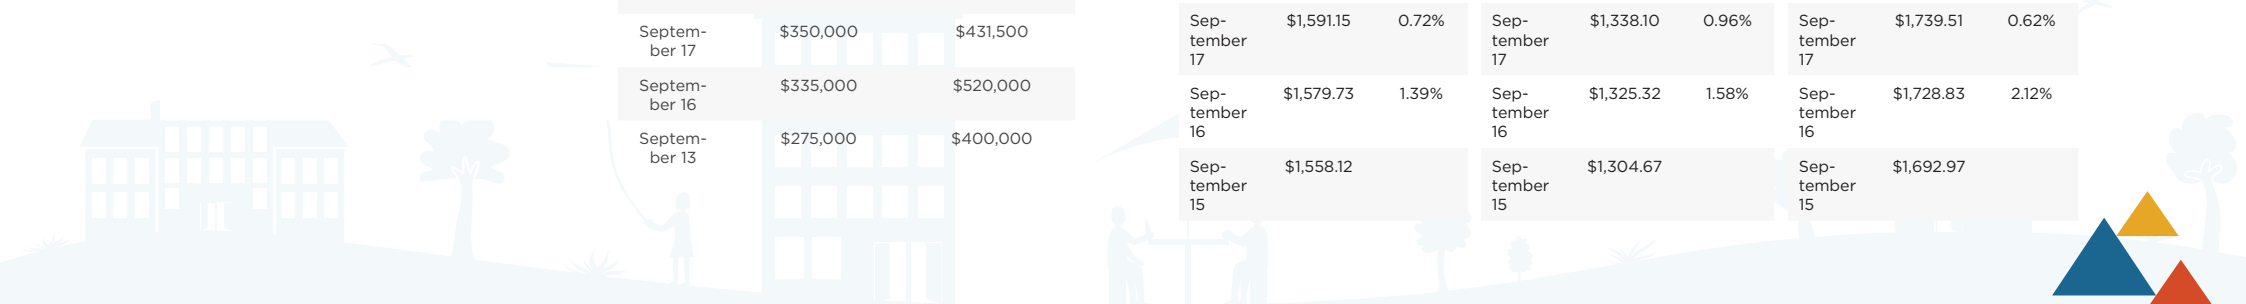 Septem-
ber 17 $350,000 $431,500
Septem-
ber 16 $335,000 $520,000
Septem-
ber 13 $275,000 $400,000
Sep- $1,591.15 0.72%
tember
17
Sep- $1,579.73 1.39%
tember
16
Sep- $1,558.12
tember
15
Sep- $1,338.10 0.96%
tember
17
Sep- $1,325.32 1.58%
tember
16
Sep- $1,304.67
tember
15
Sep- $1,739.51 0.62%
tember
17
Sep- $1,728.83 2.12%
tember
16
Sep- $1,692.97
tember
15